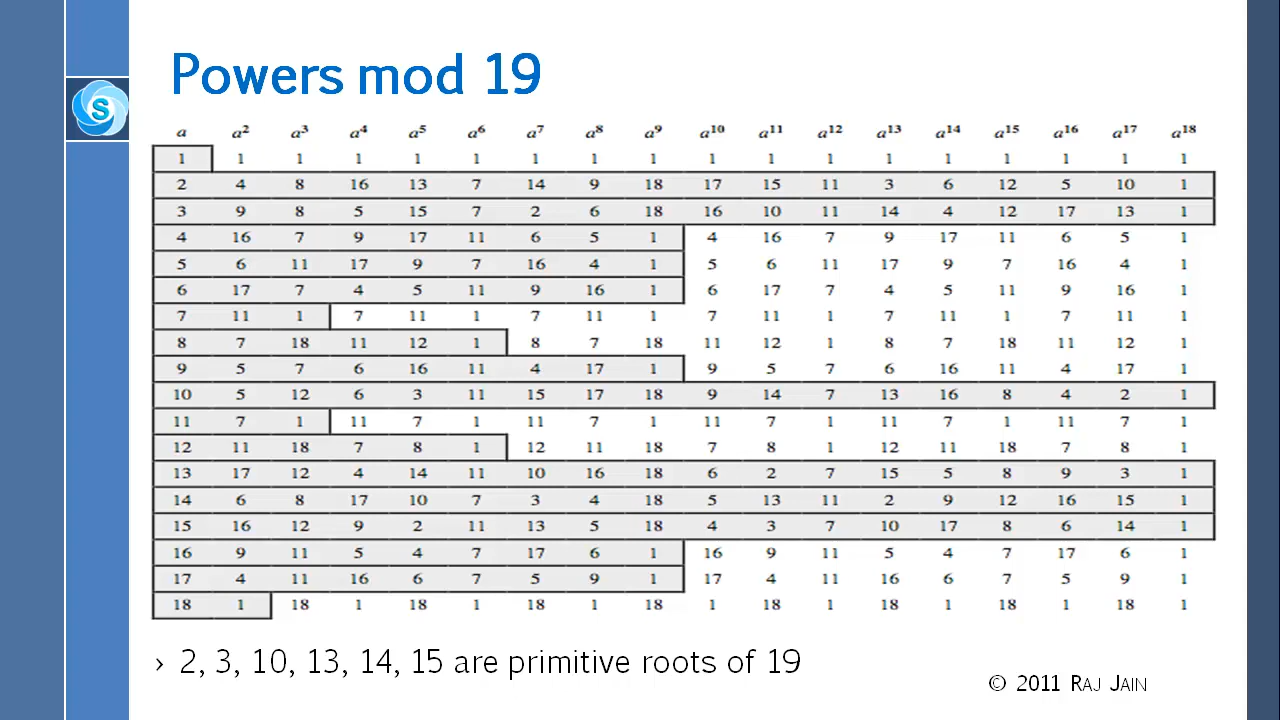 Powers mod 19
S
a a² a³ a⁴ a⁵ a⁶ a⁷ a⁸ a⁹ a¹⁰ a¹¹ a¹² a¹³ a¹⁴ a¹⁵ a¹⁶ a¹⁷ a¹⁸
1 1 1 1 1 1 1 1 1 1 1 1 1 1 1 1 1 1
2 4 8 16 13 7 14 9 18 17 15 11 3 6 12 5 10 1
3 9 8 5 15 7 2 6 18 16 10 11 14 4 12 17 13 1
4 16 7 9 17 11 6 5 1 4 16 7 9 17 11 6 5 1
5 6 11 17 9 7 16 4 1 5 6 11 17 9 7 16 4 1
6 17 7 4 5 11 9 16 1 6 17 7 4 5 11 9 16 1
7 11 1 7 11 1 7 11 1 7 11 1 7 11 1 7 11 1
8 7 18 11 12 1 8 7 18 11 12 1 8 7 18 11 12 1
9 5 7 6 16 11 4 17 1 9 5 7 6 16 11 4 17 1
10 5 12 6 3 11 15 17 18 9 14 7 13 16 8 4 2 1
11 7 1 11 7 1 11 7 1 11 7 1 11 7 1 11 7 1
12 11 18 7 8 1 12 11 18 7 8 1 12 11 18 7 8 1
13 17 12 4 14 11 10 16 18 6 2 7 15 5 8 9 3 1
14 6 8 17 10 7 3 4 18 5 13 11 2 9 12 16 15 1
15 16 12 9 2 11 13 5 18 4 3 7 10 17 8 6 14 1
16 9 11 5 4 7 17 6 1 16 9 11 5 4 7 17 6 1
17 4 11 16 6 7 5 9 1 17 4 11 16 6 7 5 9 1
18 1 18 1 18 1 18 1 18 1 18 1 18 1 18 1 18 1
› 2, 3, 10, 13, 14, 15 are primitive roots of 19
© 2011 RAJ JAIN